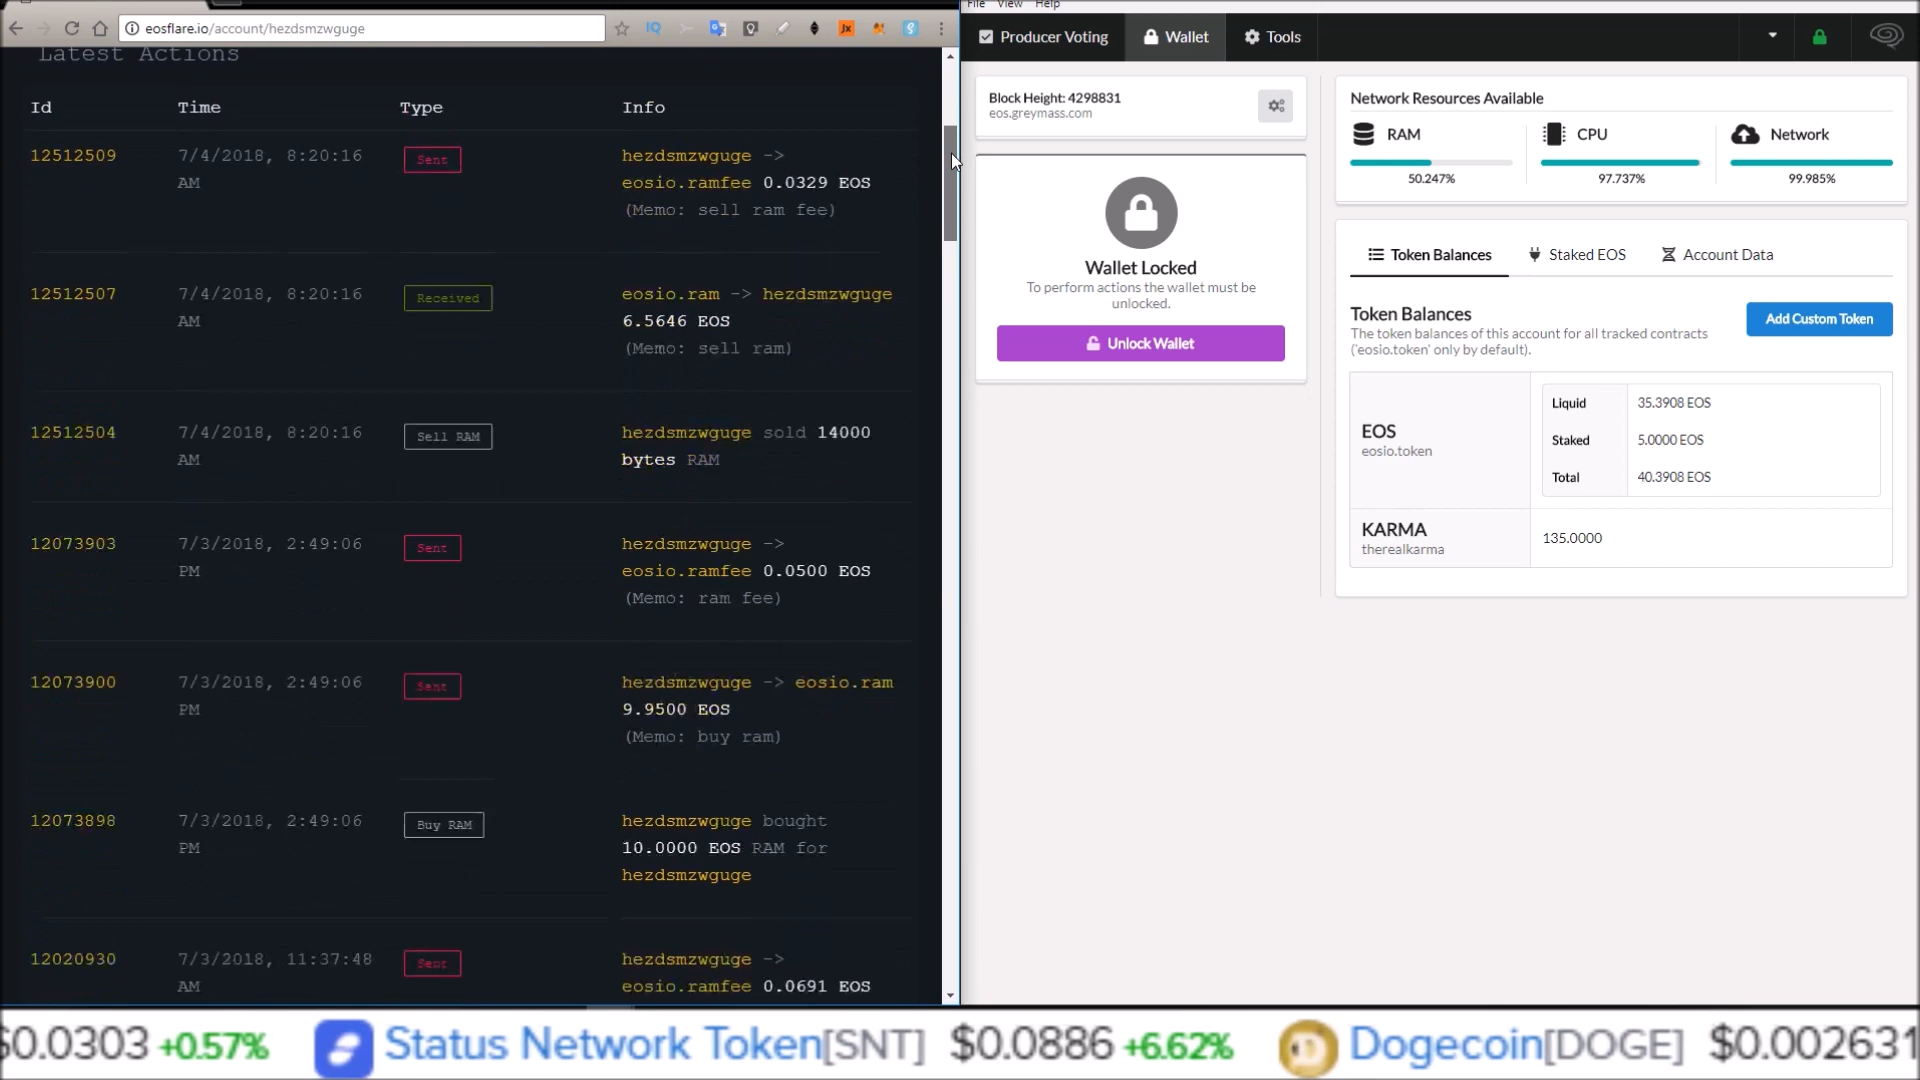 eosflare.io/account/hezdsmzwguge
Latest Actions
Id Time Type Info
12512509 7/4/2018, 8:20:16 AM Sent hezdsmzwguge ->
eosio.ramfee 0.0329 EOS
(Memo: sell ram fee)
12512507 7/4/2018, 8:20:16 AM Received eosio.ram -> hezdsmzwguge
6.5646 EOS
(Memo: sell ram)
12512504 7/4/2018, 8:20:16 AM Sell RAM hezdsmzwguge sold 14000
bytes RAM
12073903 7/3/2018, 2:49:06 PM Sent hezdsmzwguge ->
eosio.ramfee 0.0500 EOS
(Memo: ram fee)
12073900 7/3/2018, 2:49:06 PM Sent hezdsmzwguge -> eosio.ram
9.9500 EOS
(Memo: buy ram)
12073898 7/3/2018, 2:49:06 PM Buy RAM hezdsmzwguge bought
10.0000 EOS RAM for
hezdsmzwguge
12020930 7/3/2018, 11:37:48 AM Sent hezdsmzwguge ->
eosio.ramfee 0.0691 EOS
File View Help
Producer Voting Wallet Tools
Block Height: 4298831
eos.greymass.com
Wallet Locked
To perform actions the wallet must be
unlocked.
Unlock Wallet
Network Resources Available
RAM CPU Network
50.247% 97.737% 99.985%
Token Balances Staked EOS Account Data
Token Balances
The token balances of this account for all tracked contracts
('eosio.token' only by default).
Add Custom Token
EOS
eosio.token
Liquid 35.3908 EOS
Staked 5.0000 EOS
Total 40.3908 EOS
KARMA
therealkarma
135.0000
$0.0303 +0.57% Status Network Token[SNT] $0.0886 +6.62% Dogecoin[DOGE] $0.002631